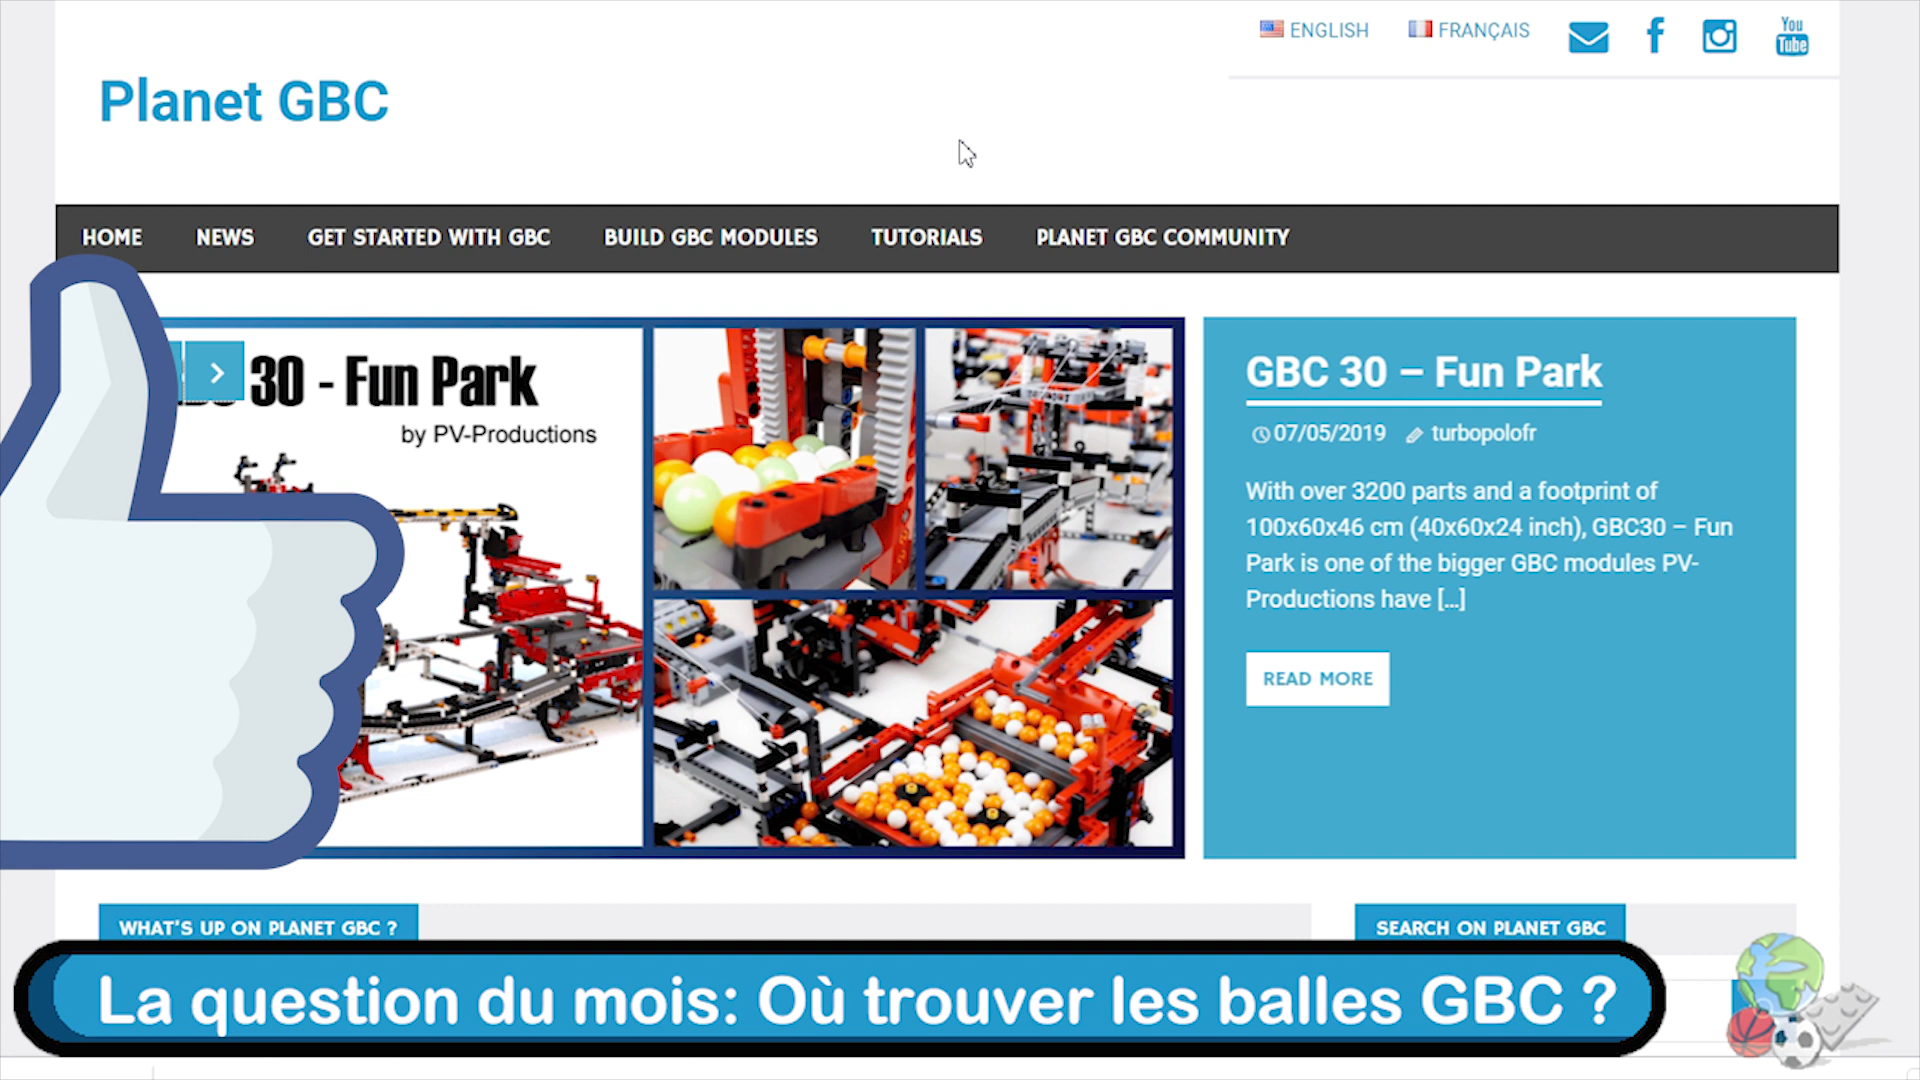 ENGLISH
FRANÇAIS
You
Tube
Planet GBC
HOME
NEWS
GET STARTED WITH GBC
BUILD GBC MODULES
TUTORIALS
PLANET GBC COMMUNITY
30 - Fun Park
by PV-Productions
GBC 30 – Fun Park
07/05/2019
turbopolofr
With over 3200 parts and a footprint of
100x60x46 cm (40x60x24 inch), GBC30 – Fun
Park is one of the bigger GBC modules PV-
Productions have [...]
READ MORE
WHAT'S UP ON PLANET GBC ?
SEARCH ON PLANET GBC
La question du mois: Où trouver les balles GBC ?